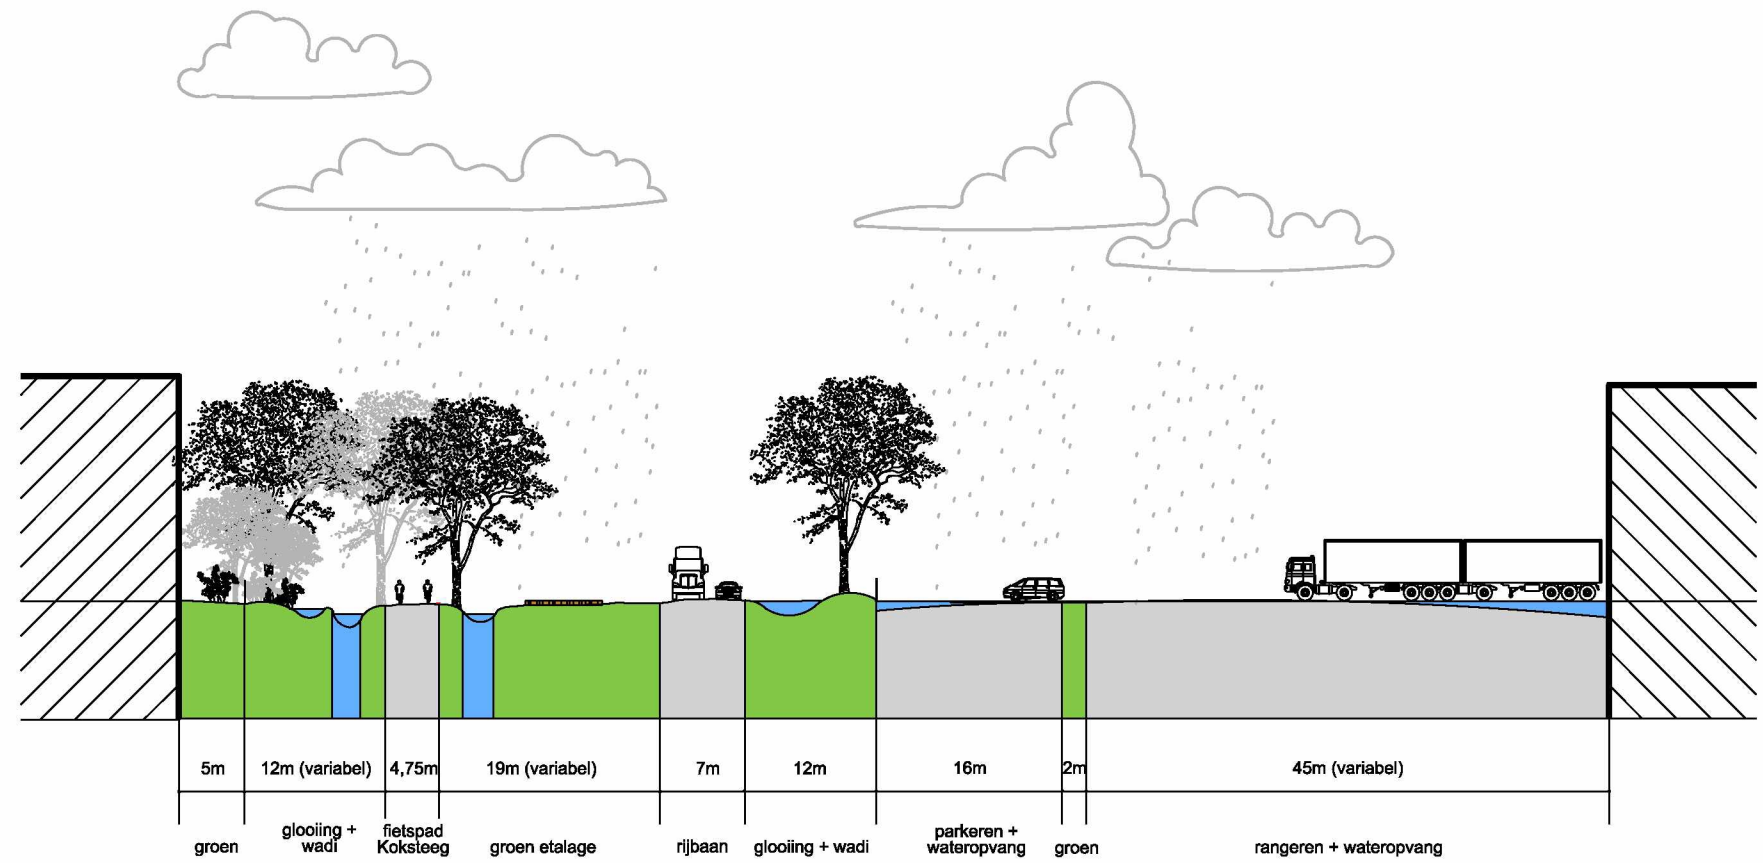 5m 12m (variabel) 4,75m 19m (variabel) 7m 12m 16m 2m 45m (variabel)
groen
glooiing +
wadi
fietspad
Koksteeg
groen etalage
rijbaan
glooiing + wadi
parkeren +
wateropvang
groen
rangeren + wateropvang